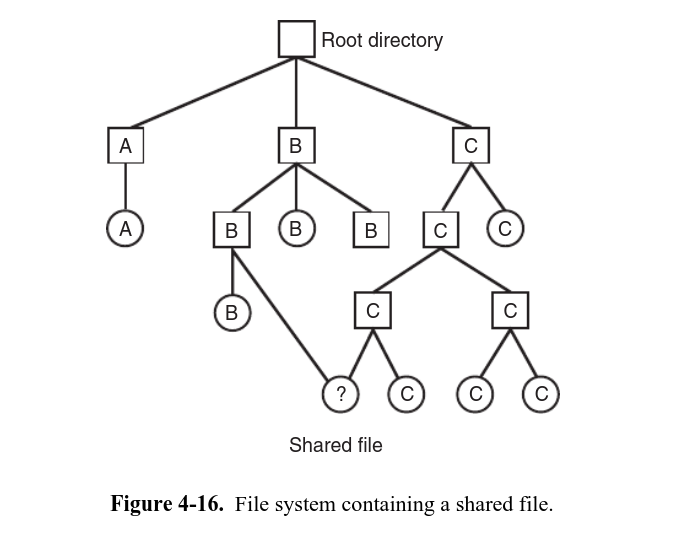 Root directory
A B C
A B B B C C
B C C
? C C C
Shared file
Figure 4-16. File system containing a shared file.